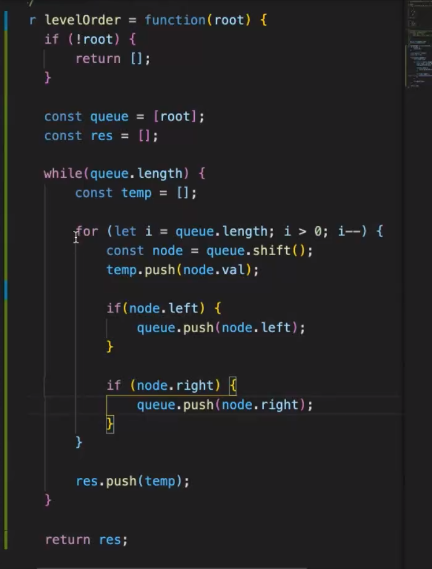 r levelOrder = function(root) {
if (!root) {
return [];
}
const queue = [root];
const res = [];
while(queue.length) {
const temp = [];
for (let i = queue.length; i > 0; i--) {
const node = queue.shift();
temp.push(node.val);
if(node.left) {
queue.push(node.left);
}
if (node.right) {
queue.push(node.right);
}
}
res.push(temp);
}
return res;